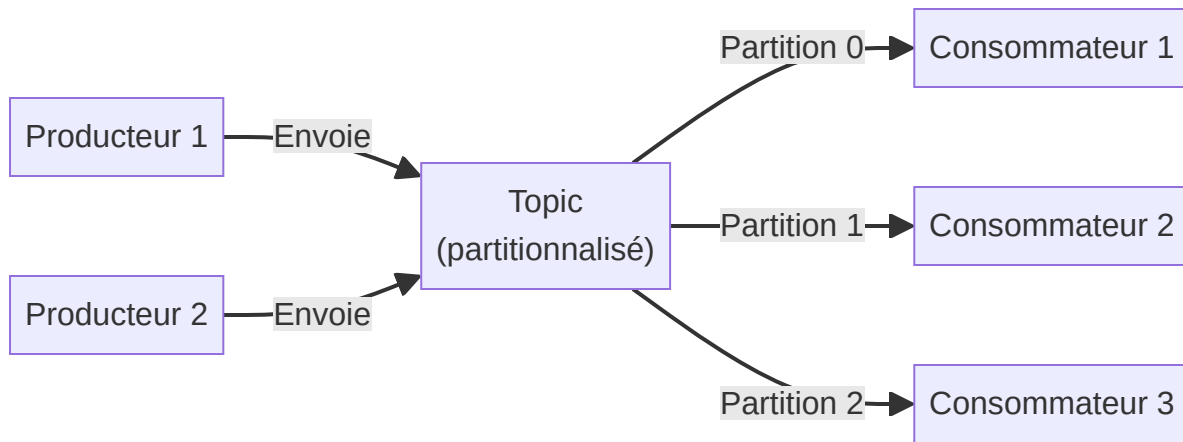 Producteur 1
Envoie
Producteur 2
Envoie
Topic
(partitionnalisé)
Partition 0
Consommateur 1
Partition 1
Consommateur 2
Partition 2
Consommateur 3